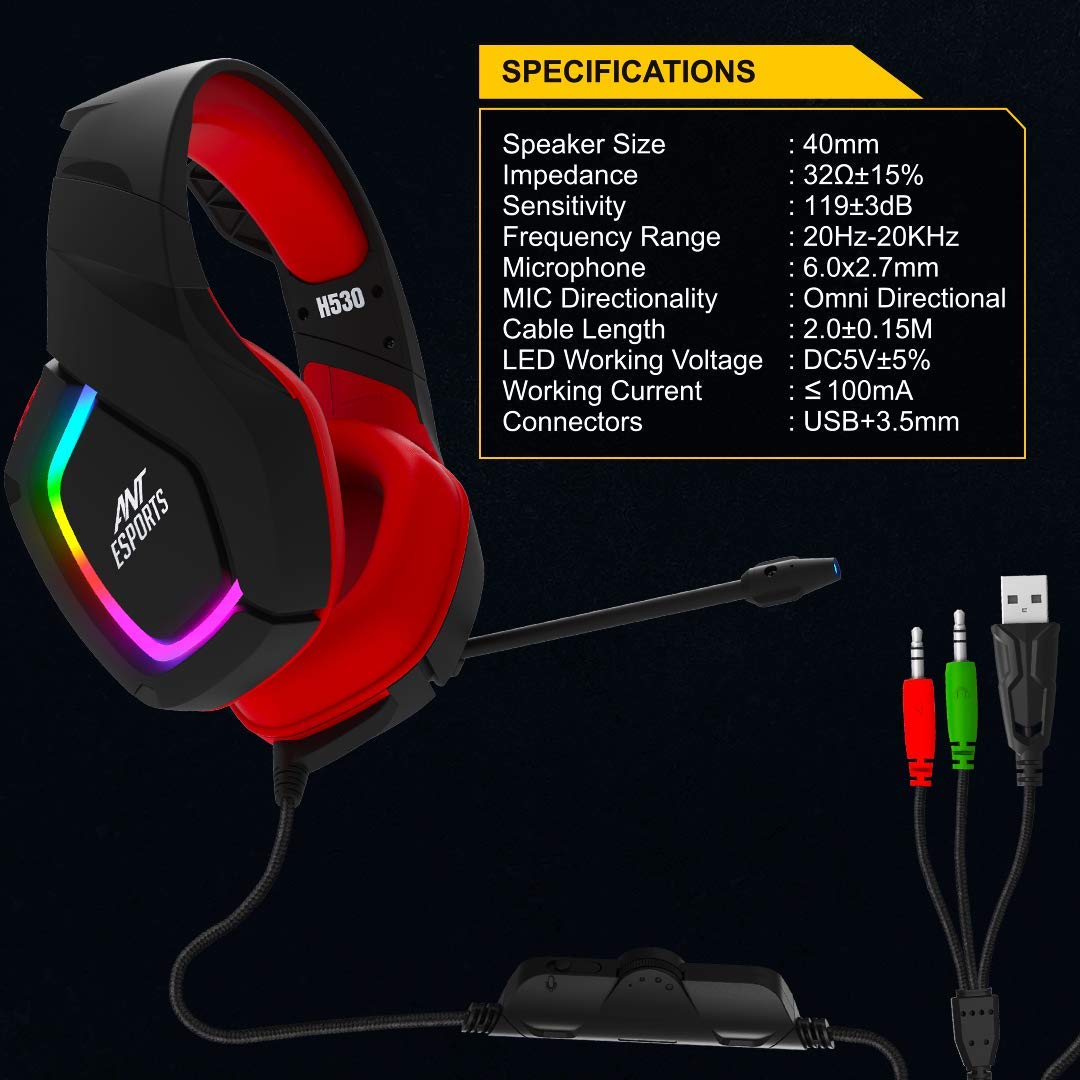 SPECIFICATIONS
Speaker Size : 40mm
Impedance : 32Ω±15%
Sensitivity : 119±3dB
Frequency Range : 20Hz-20KHz
Microphone : 6.0x2.7mm
MIC Directionality : Omni Directional
Cable Length : 2.0±0.15M
LED Working Voltage : DC5V±5%
Working Current : ≤100mA
Connectors : USB+3.5mm
H530
ANT
ESPORTS